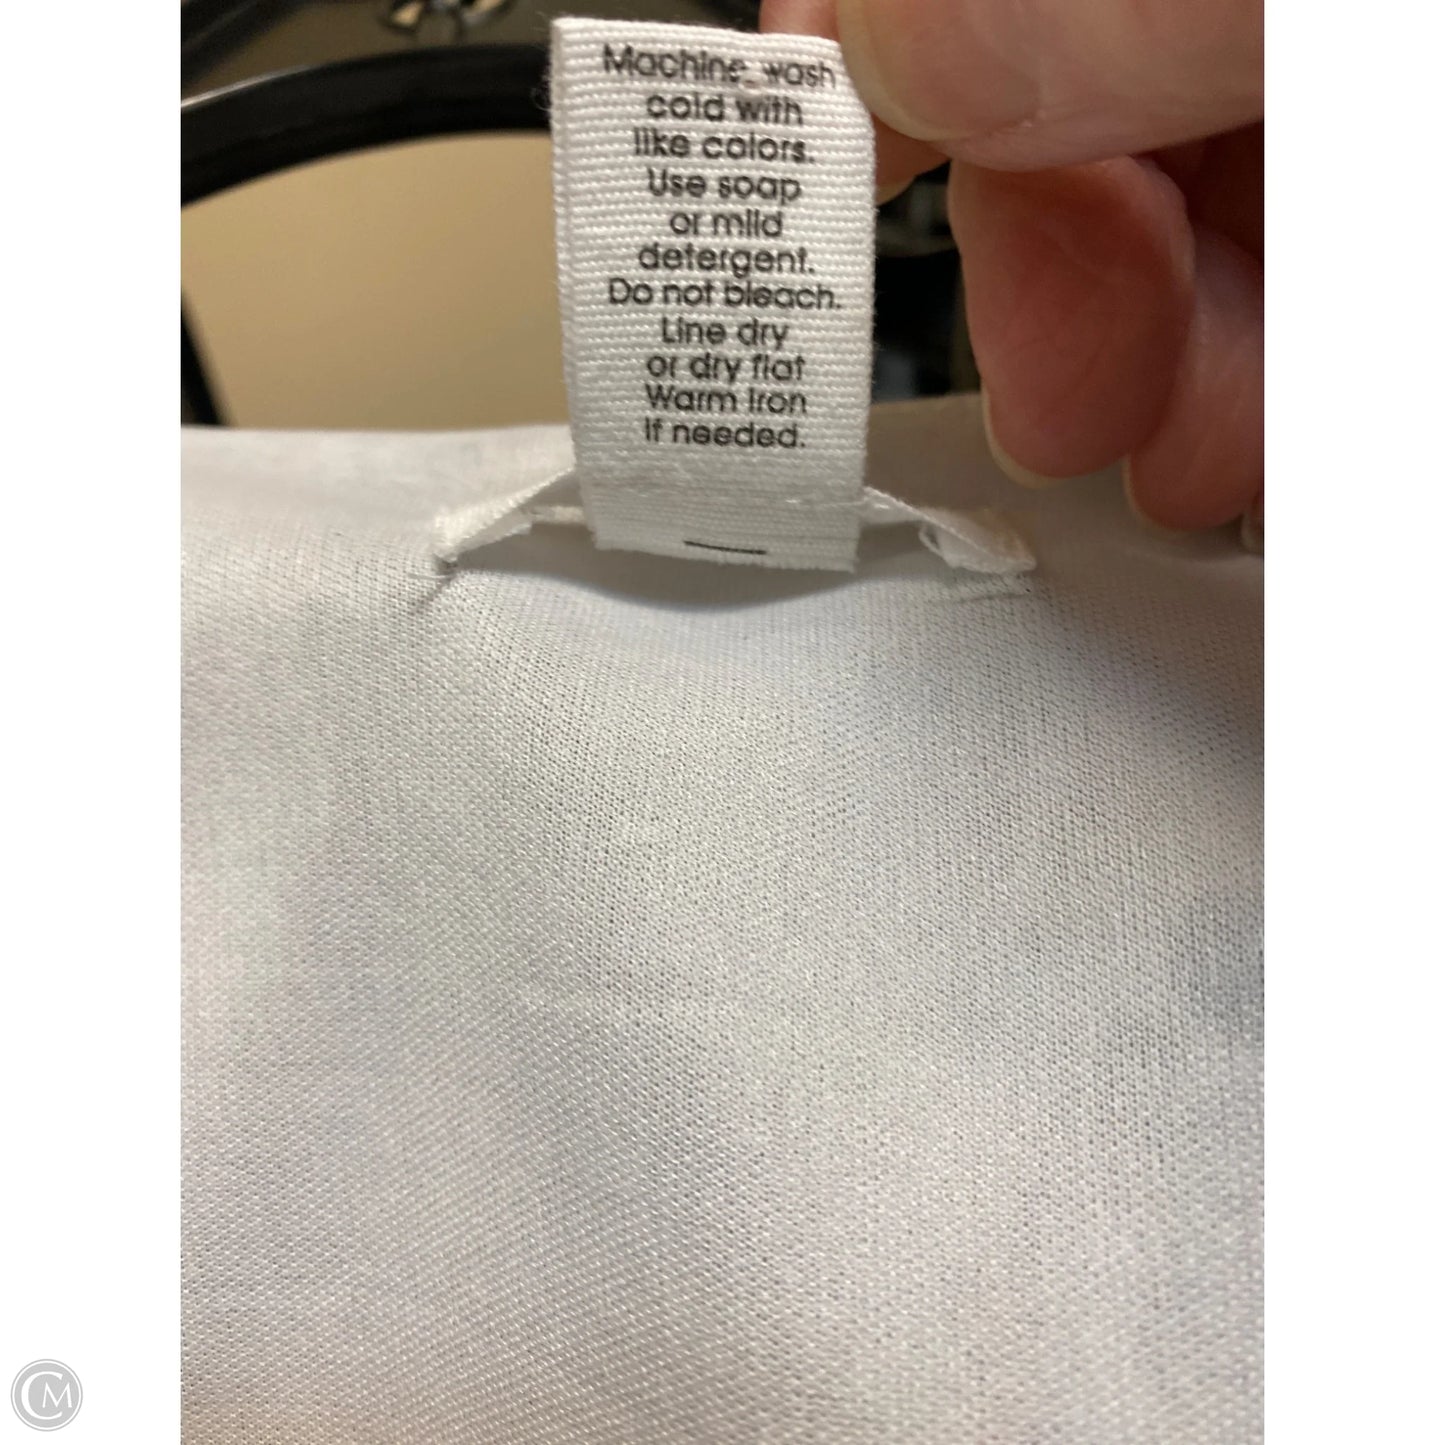 Machine wash
cold with
like colors.
Use soap
or mild
detergent.
Do not bleach.
Line dry
or dry flat
Warm iron
if needed.
CM